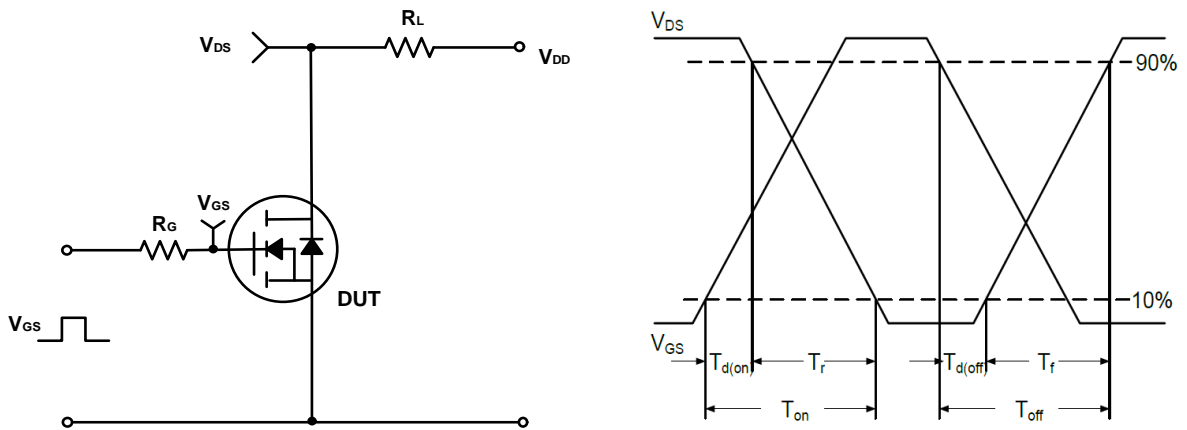 RL
VDS
VDD
VGS
RG
DUT
VGS
VDS
90%
10%
VGS
Td(on)
Tr
Td(off)
Tf
Ton
Toff